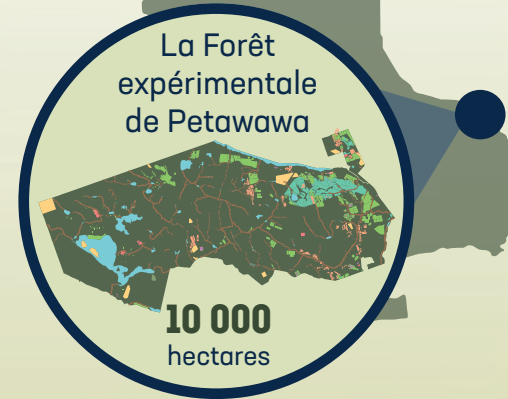 La Forêt
expérimentale
de Petawawa
10 000
hectares